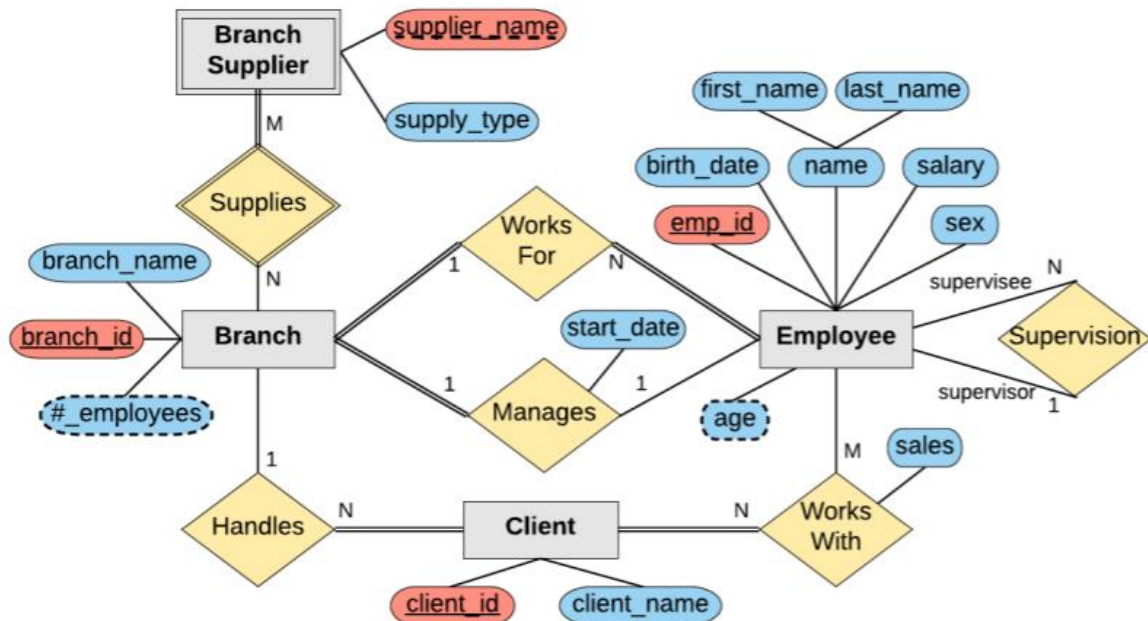 Branch
Supplier
supplier_name
supply_type
M
Supplies
N
first_name
last_name
birth_date
name
salary
emp_id
sex
branch_name
branch_id
#_employees
Branch
1
Works
For
N
Employee
supervisee
N
Supervision
supervisor
1
start_date
1
Manages
1
age
1
Handles
N
Client
N
M
sales
Works
With
client_id
client_name